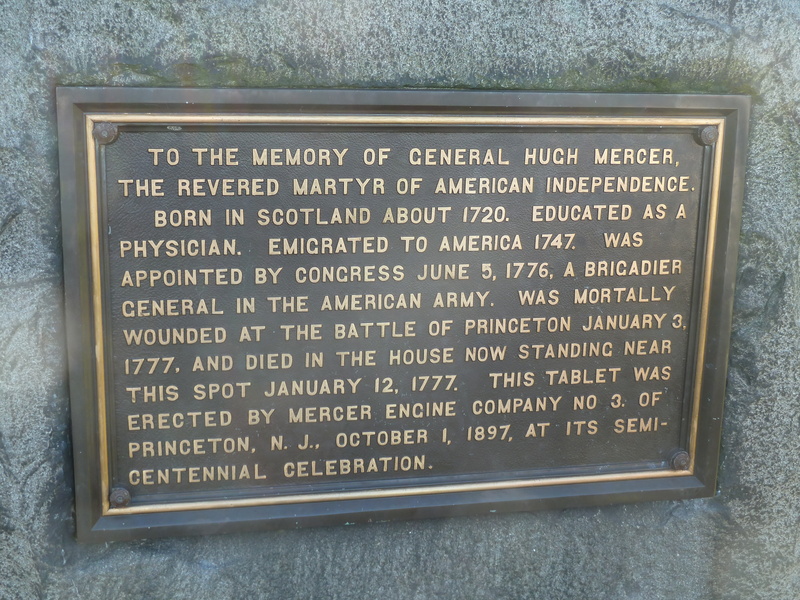 TO THE MEMORY OF GENERAL HUGH MERCER,
THE REVERED MARTYR OF AMERICAN INDEPENDENCE.
BORN IN SCOTLAND ABOUT 1720. EDUCATED AS A
PHYSICIAN. EMIGRATED TO AMERICA 1747. WAS
APPOINTED BY CONGRESS JUNE 5, 1776, A BRIGADIER
GENERAL IN THE AMERICAN ARMY. WAS MORTALLY
WOUNDED AT THE BATTLE OF PRINCETON JANUARY 3,
1777, AND DIED IN THE HOUSE NOW STANDING NEAR
THIS SPOT JANUARY 12, 1777. THIS TABLET WAS
ERECTED BY MERCER ENGINE COMPANY NO 3. OF
PRINCETON, N. J., OCTOBER 1, 1897, AT ITS SEMI-
CENTENNIAL CELEBRATION.